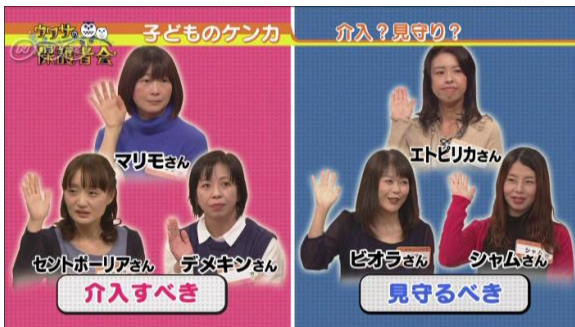 ウワサの保護者会
子どものケンカ
介入？見守り？
マリモさん
セントポーリアさん
デメキンさん
介入すべき
エトピリカさん
ビオラさん
シャムさん
見守るべき